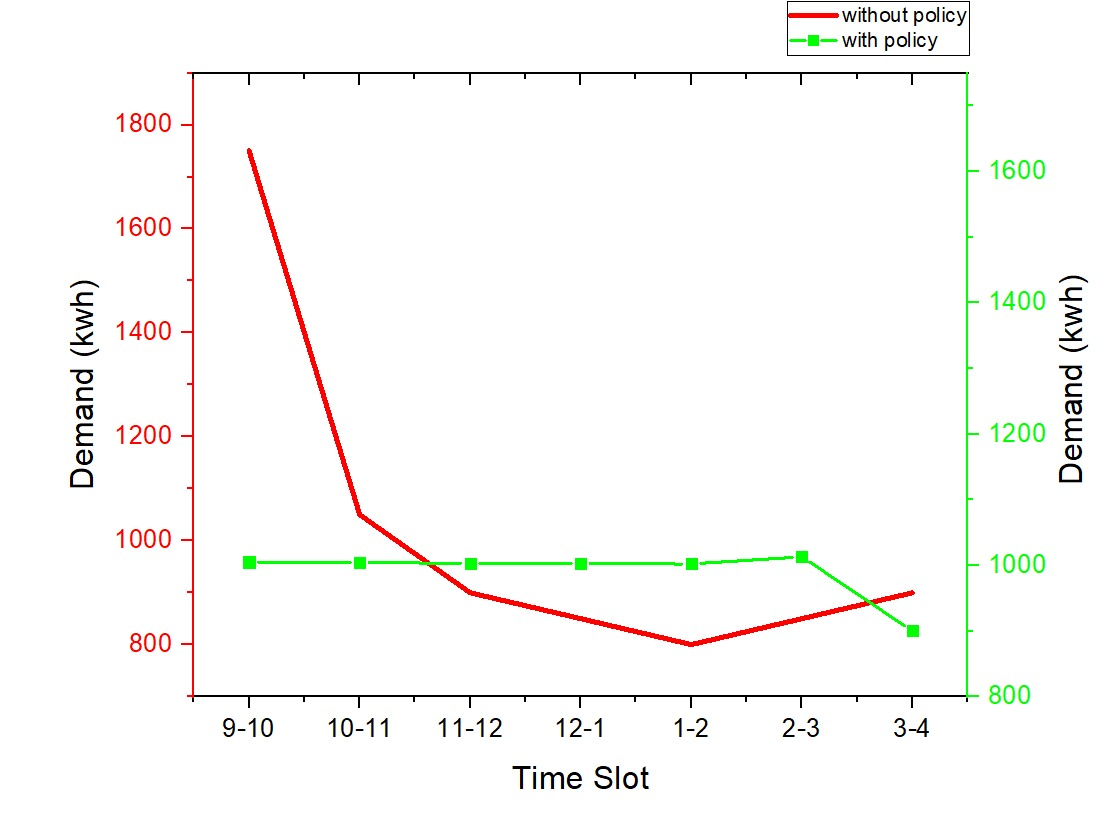 without policy
with policy
1800
1600
1400
1200
1000
800
Demand (kwh)
1600
1400
1200
1000
800
Demand (kwh)
9-10 10-11 11-12 12-1 1-2 2-3 3-4
Time Slot